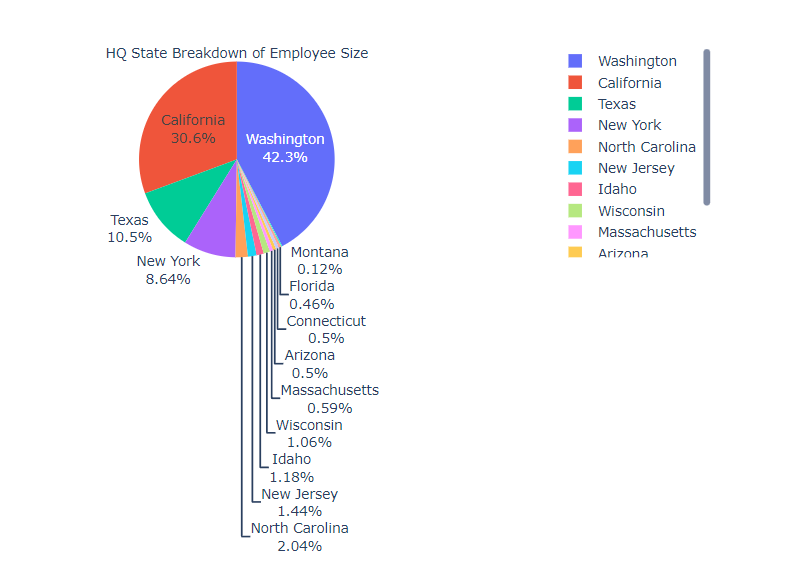 HQ State Breakdown of Employee Size
California
30.6%
Washington
42.3%
Texas
10.5%
New York
8.64%
Montana
0.12%
Florida
0.46%
Connecticut
0.5%
Arizona
0.5%
Massachusetts
0.59%
Wisconsin
1.06%
Idaho
1.18%
New Jersey
1.44%
North Carolina
2.04%
Washington
California
Texas
New York
North Carolina
New Jersey
Idaho
Wisconsin
Massachusetts
Arizona